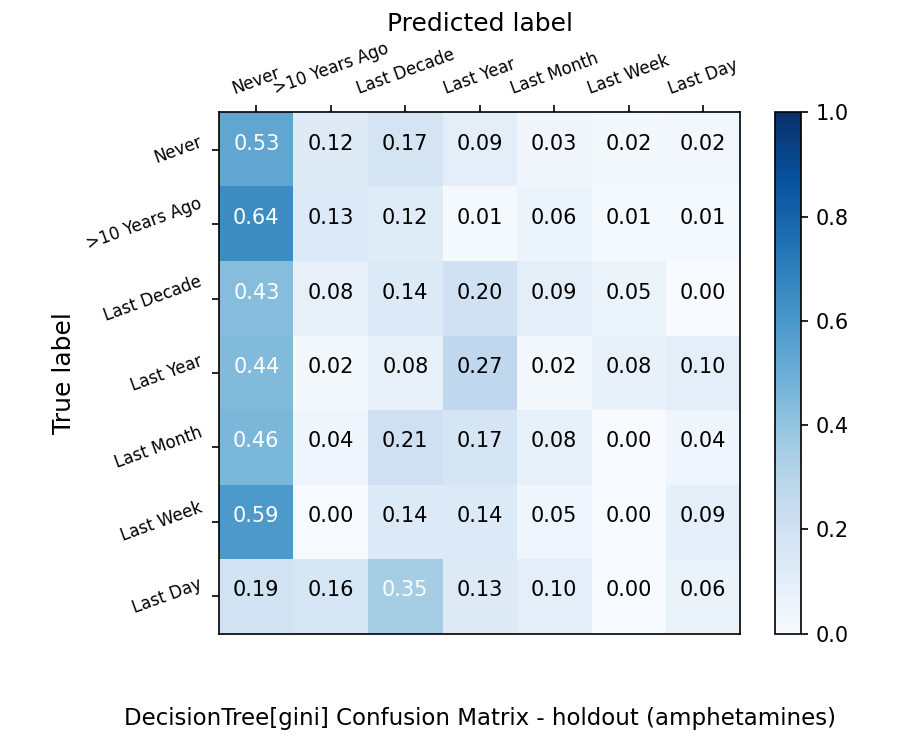 Predicted label
Never >10 Years Ago Last Decade Last Year Last Month Last Week Last Day
1.0
Never 0.53 0.12 0.17 0.09 0.03 0.02 0.02
0.8
>10 Years Ago 0.64 0.13 0.12 0.01 0.06 0.01 0.01
Last Decade 0.43 0.08 0.14 0.20 0.09 0.05 0.00
0.6
True label
Last Year 0.44 0.02 0.08 0.27 0.02 0.08 0.10
0.4
Last Month 0.46 0.04 0.21 0.17 0.08 0.00 0.04
Last Week 0.59 0.00 0.14 0.14 0.05 0.00 0.09
0.2
Last Day 0.19 0.16 0.35 0.13 0.10 0.00 0.06
0.0
DecisionTree[gini] Confusion Matrix - holdout (amphetamines)